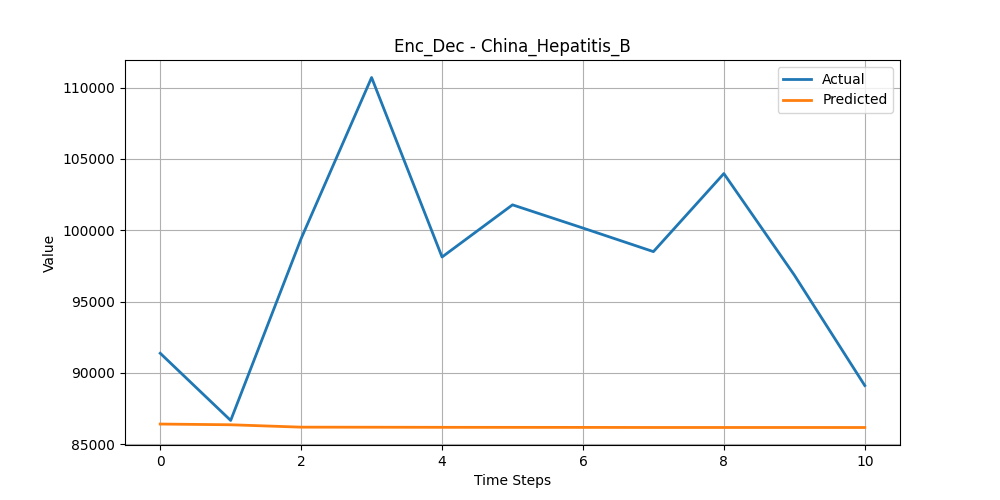 Enc_Dec - China_Hepatitis_B
Actual
Predicted
110000
105000
100000
95000
90000
85000
Value
0 2 4 6 8 10
Time Steps